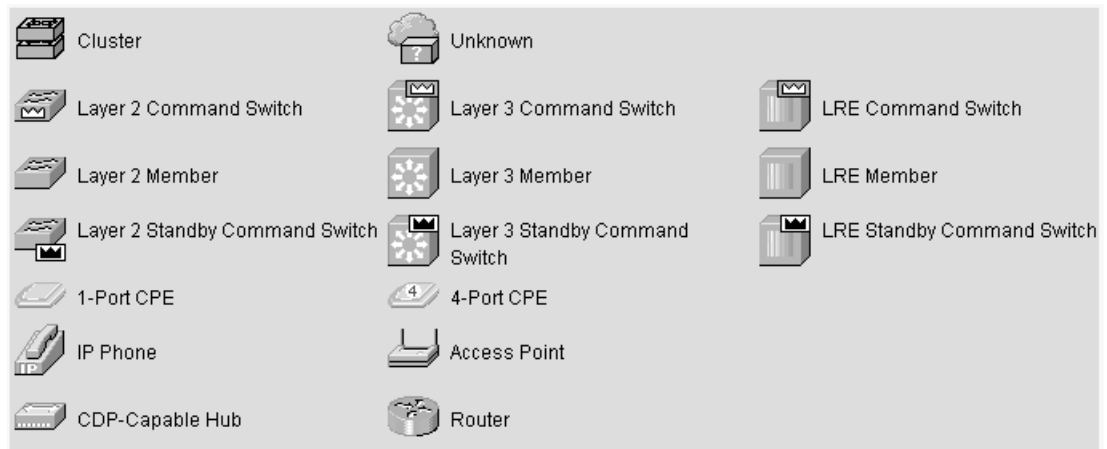 Cluster
Unknown
Layer 2 Command Switch
Layer 3 Command Switch
LRE Command Switch
Layer 2 Member
Layer 3 Member
LRE Member
Layer 2 Standby Command Switch
Layer 3 Standby Command
Switch
LRE Standby Command Switch
1-Port CPE
4
4-Port CPE
IP
IP Phone
Access Point
CDP-Capable Hub
Router
?